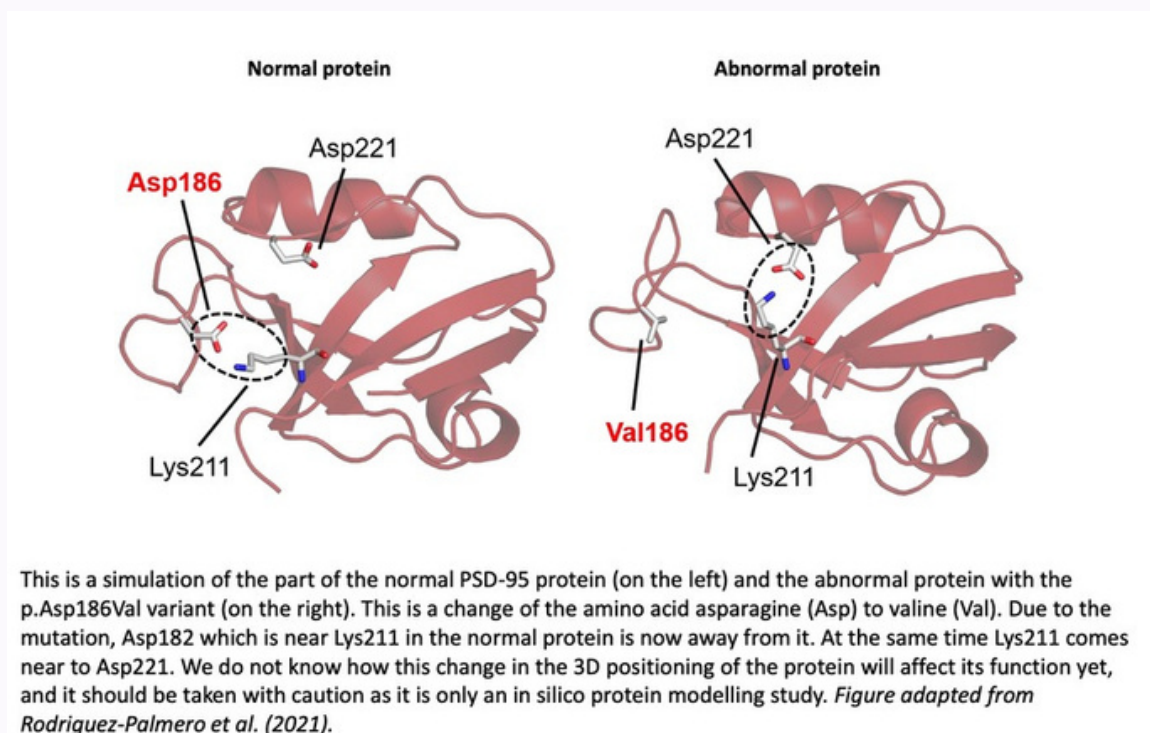 Normal protein
Abnormal protein
Asp221
Asp186
Lys211
Asp221
Val186
Lys211
This is a simulation of the part of the normal PSD-95 protein (on the left) and the abnormal protein with the
p.Asp186Val variant (on the right). This is a change of the amino acid asparagine (Asp) to valine (Val). Due to the
mutation, Asp182 which is near Lys211 in the normal protein is now away from it. At the same time Lys211 comes
near to Asp221. We do not know how this change in the 3D positioning of the protein will affect its function yet,
and it should be taken with caution as it is only an in silico protein modelling study. Figure adapted from
Rodriguez-Palmero et al. (2021).